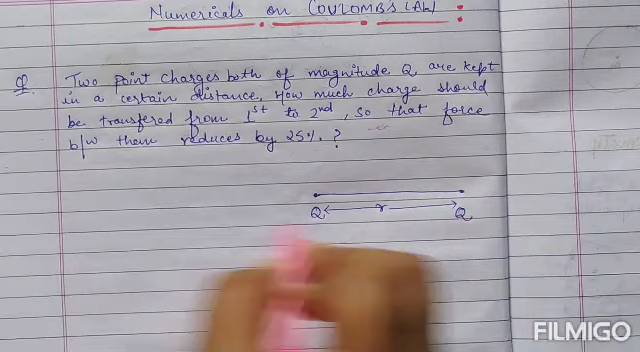 Numericals on COULOMB'S LAW :
Q. Two point charges both of magnitude Q are kept
in a certain distance. How much charge should
be transfered from 1st to 2nd, so that force
b/w them reduces by 25%. ?
Q r Q
FILMIGO